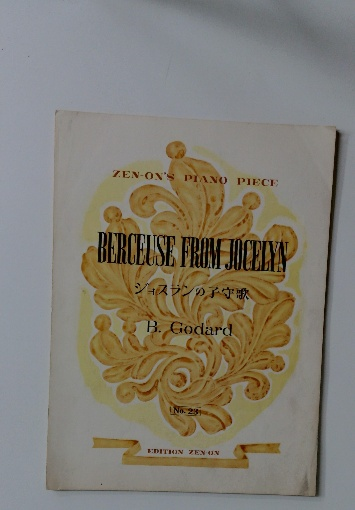 ZEN-ON'S PIANO PIECE
BERCEUSE FROM JOCELYN
ジョスランの子守歌
B. Godard
No. 23
EDITION ZEN-ON